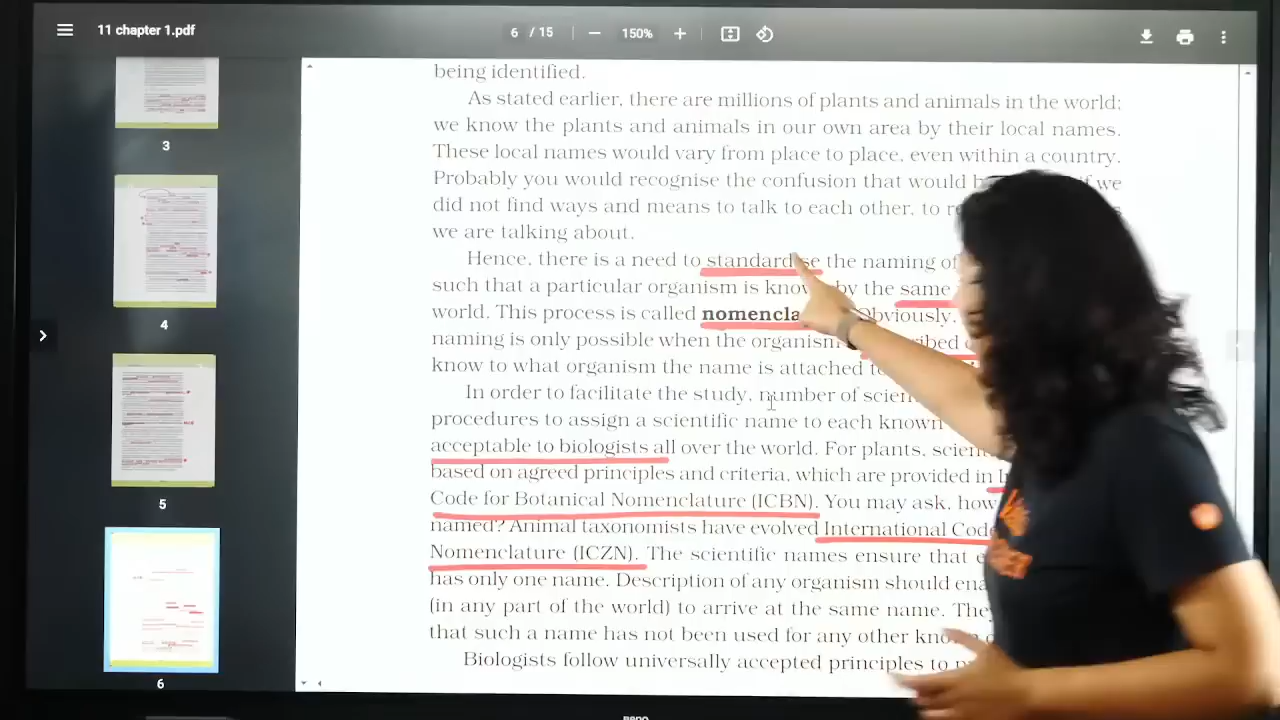 11 chapter 1.pdf
6 / 15
150%
3
4
5
6
being identified.
As stated earlier, there are millions of plants and animals in the world;
we know the plants and animals in our own area by their local names.
These local names would vary from place to place, even within a country.
Probably you would recognise the confusion that would if we
did not find ways and means to talk to each other, to
we are talking about.
Hence, there is a need to standardise the naming of
such that a particular organism is known by the same
world. This process is called Obviously,
naming is only possible when the organism
know to what organism the name is
In order to facilitate the study, number of
procedures to assign a scientific name to each known
acceptable to biologists all over the world. For plants,
based on agreed principles and criteria, which are provided in
Code for Botanical Nomenclature (ICBN). You may ask, how
named? Animal taxonomists have evolved International Code
Nomenclature (ICZN). The scientific names ensure that
has only one name. Description of any organism should
(in any part of the world) to arrive at the same name. They
that such a name has not been used for any other
Biologists follow universally accepted principles to